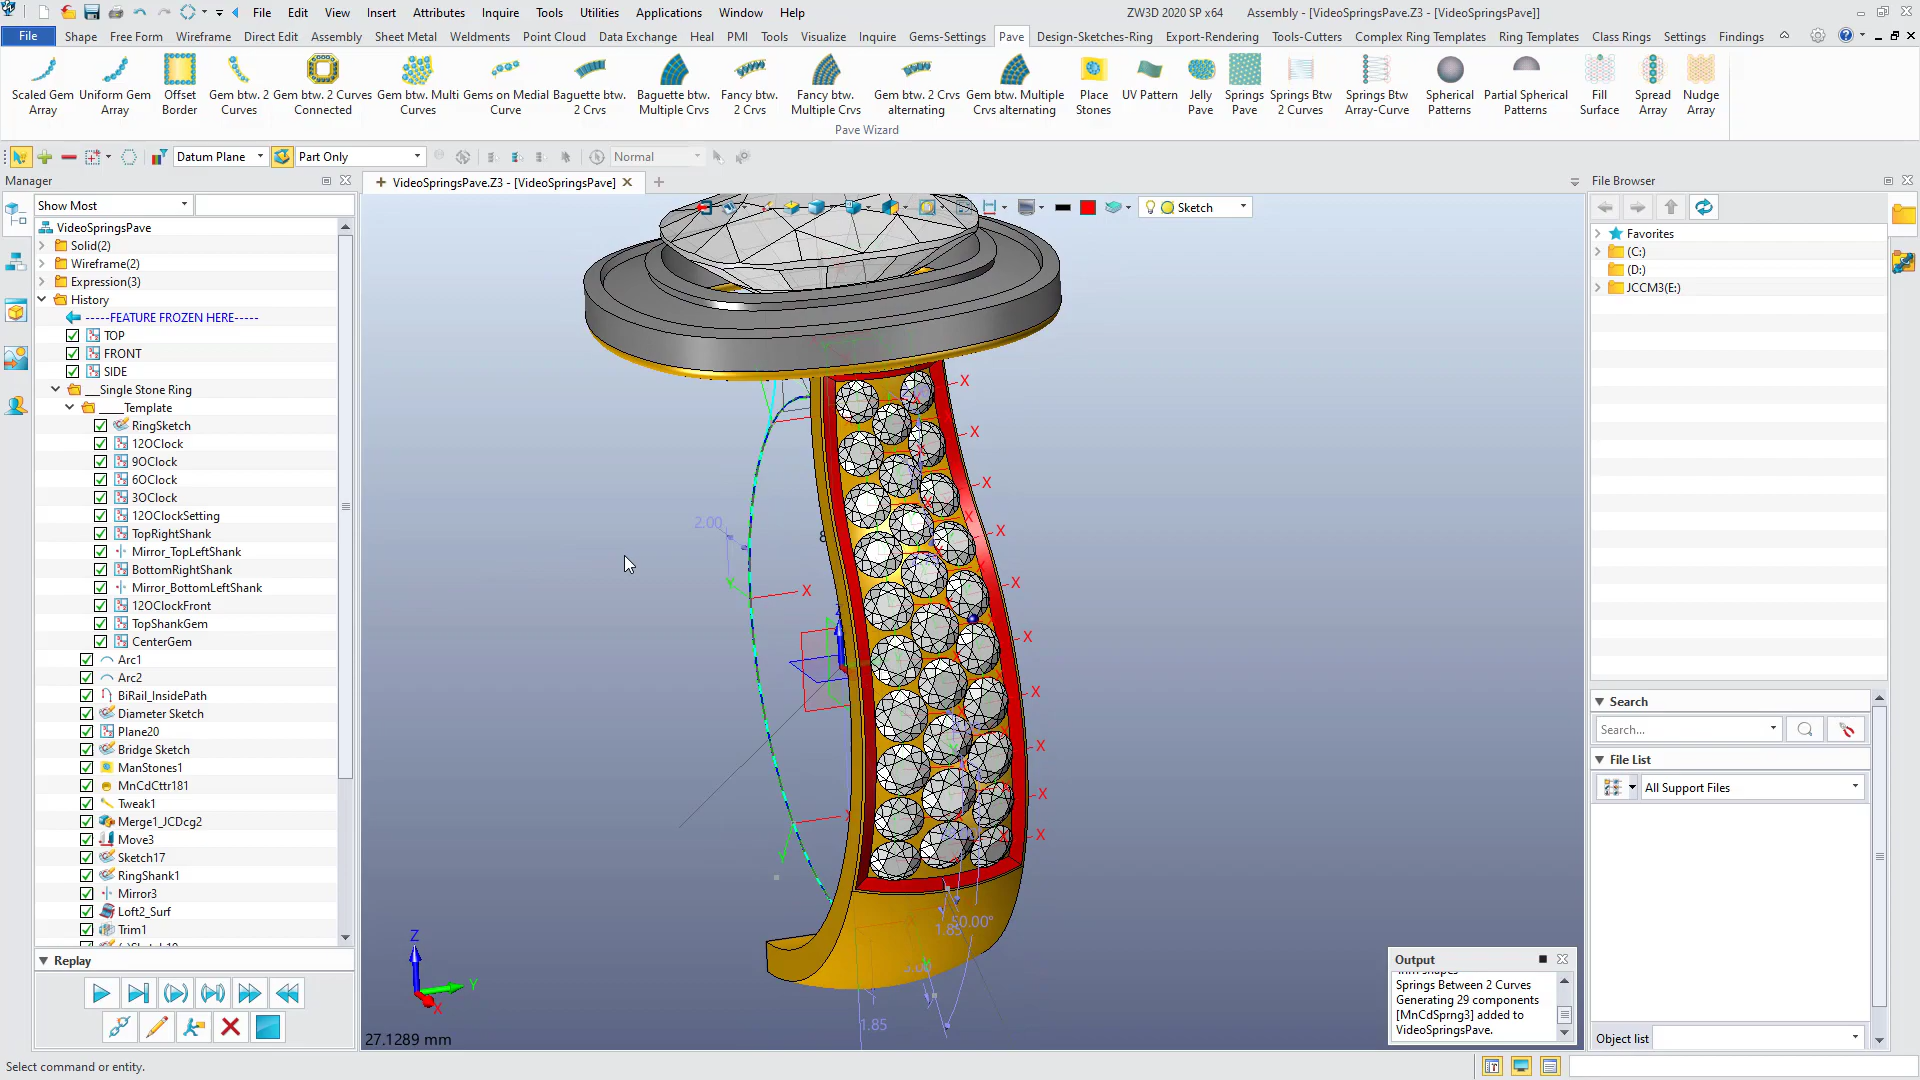 File Edit View Insert Attributes Inquire Tools Utilities Applications Window Help
ZW3D 2020 SP x64 Assembly - [VideoSpringsPave.Z3 - [VideoSpringsPave]]
File Shape Free Form Wireframe Direct Edit Assembly Sheet Metal Weldments Point Cloud Data Exchange Heal PMI Tools Visualize Inquire Gems-Settings Pave Design-Sketches-Ring Export-Rendering Tools-Cutters Complex Ring Templates Ring Templates Class Rings Settings Findings
Scaled Gem Array
Uniform Gem Array
Offset Border
Gem btw. 2 Curves
Gem btw. 2 Curves Connected
Gem btw. Multi Curves
Gems on Medial Curve
Baguette btw. 2 Crvs
Baguette btw. Multiple Crvs
Fancy btw. 2 Crvs
Fancy btw. Multiple Crvs
Gem btw. 2 Crvs alternating
Gem btw. Multiple Crvs alternating
Place Stones
UV Pattern
Jelly Pave
Springs Pave
Springs Btw 2 Curves
Springs Btw Array-Curve
Spherical Patterns
Partial Spherical Patterns
Fill Surface
Spread Array
Nudge Array
Pave Wizard
Datum Plane Part Only Normal
Manager
VideoSpringsPave.Z3 - [VideoSpringsPave]
File Browser
Show Most
Sketch
VideoSpringsPave
Solid(2)
Wireframe(2)
Expression(3)
History
-----FEATURE FROZEN HERE-----
TOP
FRONT
SIDE
__Single Stone Ring
____Template
RingSketch
12OClock
9OClock
6OClock
3OClock
12OClockSetting
TopRightShank
Mirror_TopLeftShank
BottomRightShank
Mirror_BottomLeftShank
12OClockFront
TopShankGem
CenterGem
Arc1
Arc2
BiRail_InsidePath
Diameter Sketch
Plane20
Bridge Sketch
ManStones1
MnCdCttr181
Tweak1
Merge1_JCDcg2
Move3
Sketch17
RingShank1
Mirror3
Loft2_Surf
Trim1
Replay
2.00
X
X
X
X
X
X
X
X
X
X
X
Y
Y
50.00°
1.85
1.85
Z
Y
X
27.1289 mm
Favorites
(C:)
(D:)
JCCM3(E:)
Search
Search...
File List
All Support Files
Object list
Output
Springs Between 2 Curves
Generating 29 components
[MnCdSprng3] added to
VideoSpringsPave.
Select command or entity.